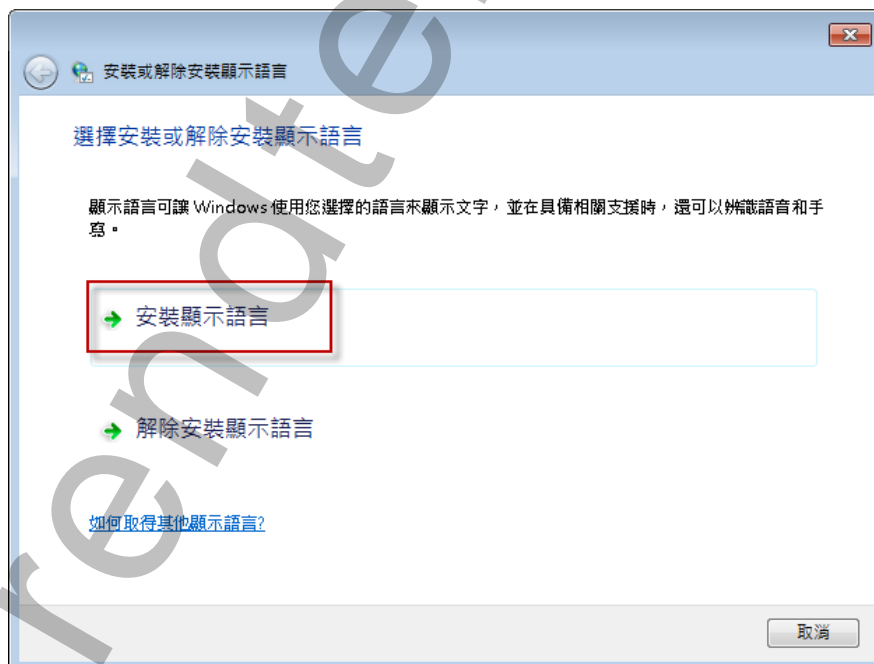 安裝或解除安裝顯示語言
選擇安裝或解除安裝顯示語言
顯示語言可讓 Windows 使用您選擇的語言來顯示文字，並在具備相關支援時，還可以辨識語音和手
寫。
安裝顯示語言
解除安裝顯示語言
如何取得其他顯示語言?
取消
rendte